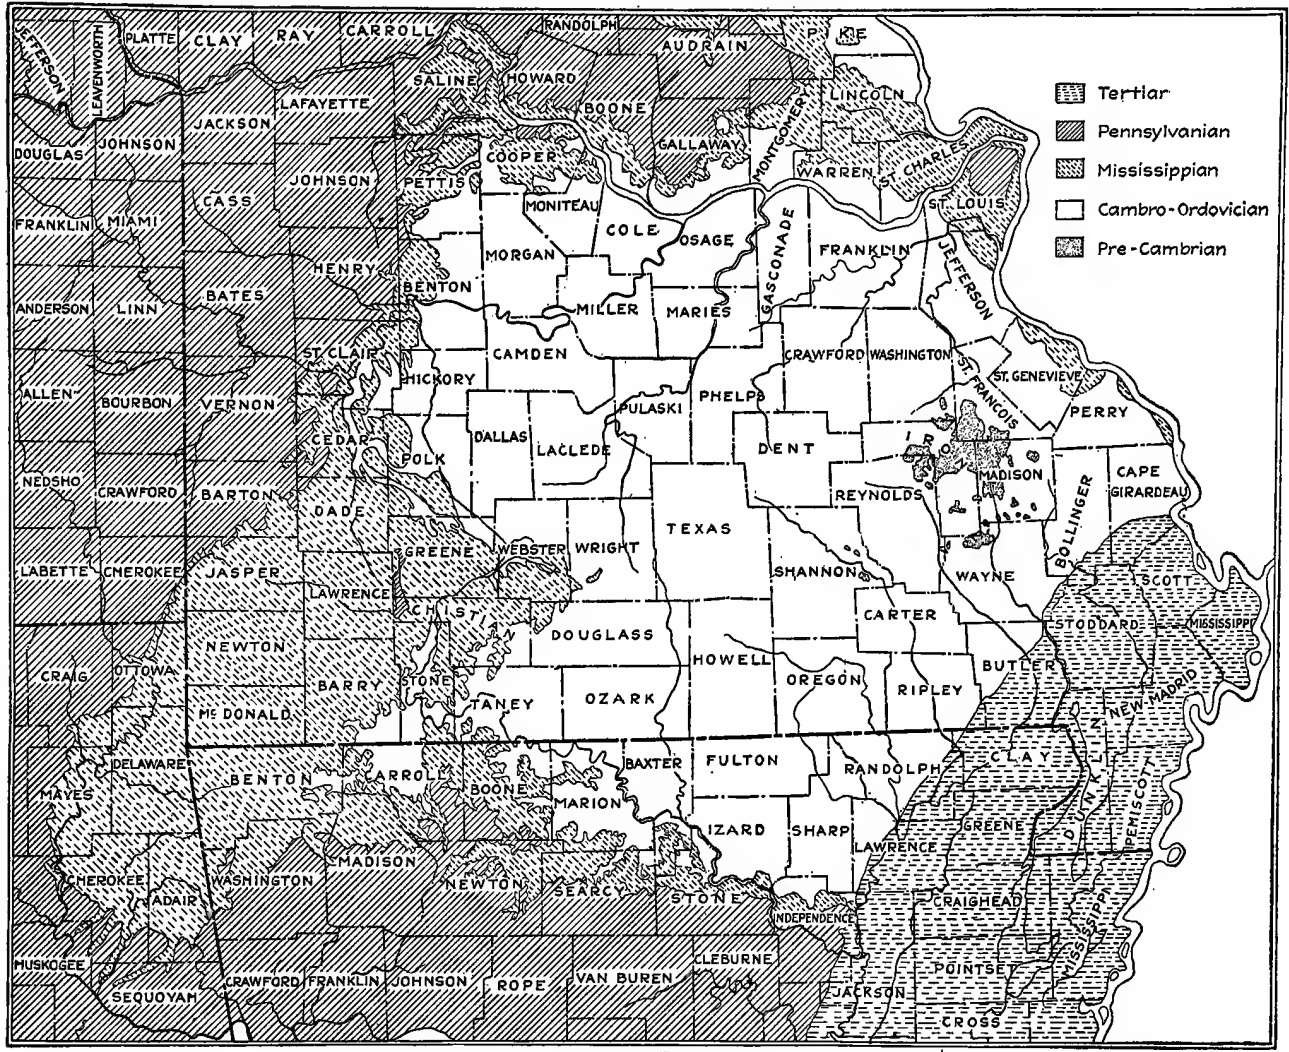 PLATTE
CLAY
RAY
CARROLL
RANDOLPH
AUDRAIN
PIKE
JEFFERSON
LEAVENWORTH
SALINE
HOWARD
BOONE
LINCOLN
MONTGOMERY
JACKSON
LAFAYETTE
Tertiar
Pennsylvanian
Mississippian
Cambro-Ordovician
Pre-Cambrian
DOUGLAS
JOHNSON
JOHNSON
PETTIS
COOPER
GALLAWAY
WARREN
ST CHARLES
FRANKLIN
MIAMI
CASS
MONITEAU
COLE
OSAGE
GASCONADE
FRANKLIN
ST. LOUIS
JEFFERSON
HENRY
BENTON
MORGAN
MILLER
MARIES
ANDERSON
LINN
BATES
ST CLAIR
HICKORY
CAMDEN
PULASKI
PHELPS
CRAWFORD
WASHINGTON
ST. FRANCOIS
ST. GENEVIEVE
PERRY
ALLEN-
BOURBON
VERNON
CEDAR
POLK
DALLAS
LACLEDE
DENT
IRON
MADISON
BOLLINGER
CAPE
GIRARDEAU
NEDSHO
CRAWFORD
BARTON
DADE
REYNOLDS
LABETTE
CHEROKEE
JASPER
LAWRENCE
GREENE
WEBSTER
WRIGHT
TEXAS
SHANNON
CARTER
WAYNE
SCOTT
STODDARD
MISSISSIPPI
CRAIG
OTTOWA
NEWTON
CHRISTIAN
DOUGLASS
HOWELL
OREGON
RIPLEY
BUTLER
NEW MADRID
McDONALD
BARRY
STONE
TANEY
OZARK
DUNKLIN
PEMISCOTT
MAYES
DELAWARE
BENTON
CARROLL
BOONE
MARION
BAXTER
FULTON
RANDOLPH
CLAY
IZARD
SHARP
LAWRENCE
GREENE
CHEROKEE
ADAIR
WASHINGTON
MADISON
NEWTON
SEARCY
STONE
INDEPENDENCE
CRAIGHEAD
MISSISSIPPI
MUSKOGEE
SEQUOYAH
CRAWFORD
FRANKLIN
JOHNSON
ROPE
VAN BUREN
CLEBURNE
JACKSON
POINSET
CROSS